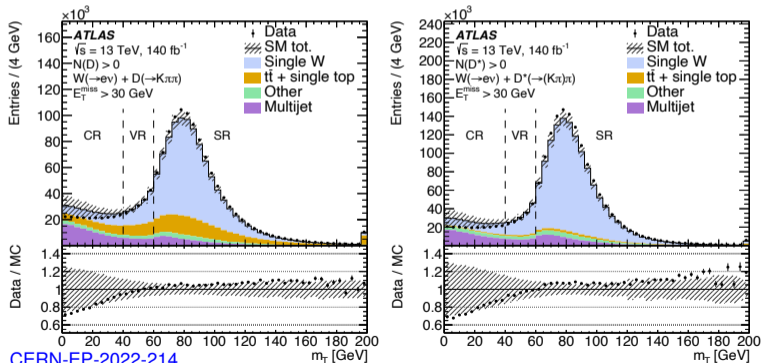 ×10³
ATLAS
√s = 13 TeV, 140 fb⁻¹
N(D) > 0
W(→eν) + D(→Kππ)
E_T^miss > 30 GeV
Data
SM tot.
Single W
tt̄ + single top
Other
Multijet
CR VR SR
Entries / (4 GeV)
160
140
120
100
80
60
40
20
Data / MC
1.4
1.2
1
0.8
0.6
0 20 40 60 80 100 120 140 160 180 200
m_T [GeV]
×10³
ATLAS
√s = 13 TeV, 140 fb⁻¹
N(D*) > 0
W(→eν) + D*(→(Kπ)π)
E_T^miss > 30 GeV
Data
SM tot.
Single W
tt̄ + single top
Other
Multijet
CR VR SR
Entries / (4 GeV)
240
220
200
180
160
140
120
100
80
60
40
20
Data / MC
1.4
1.2
1
0.8
0.6
0 20 40 60 80 100 120 140 160 180 200
m_T [GeV]
CERN-EP-2022-214